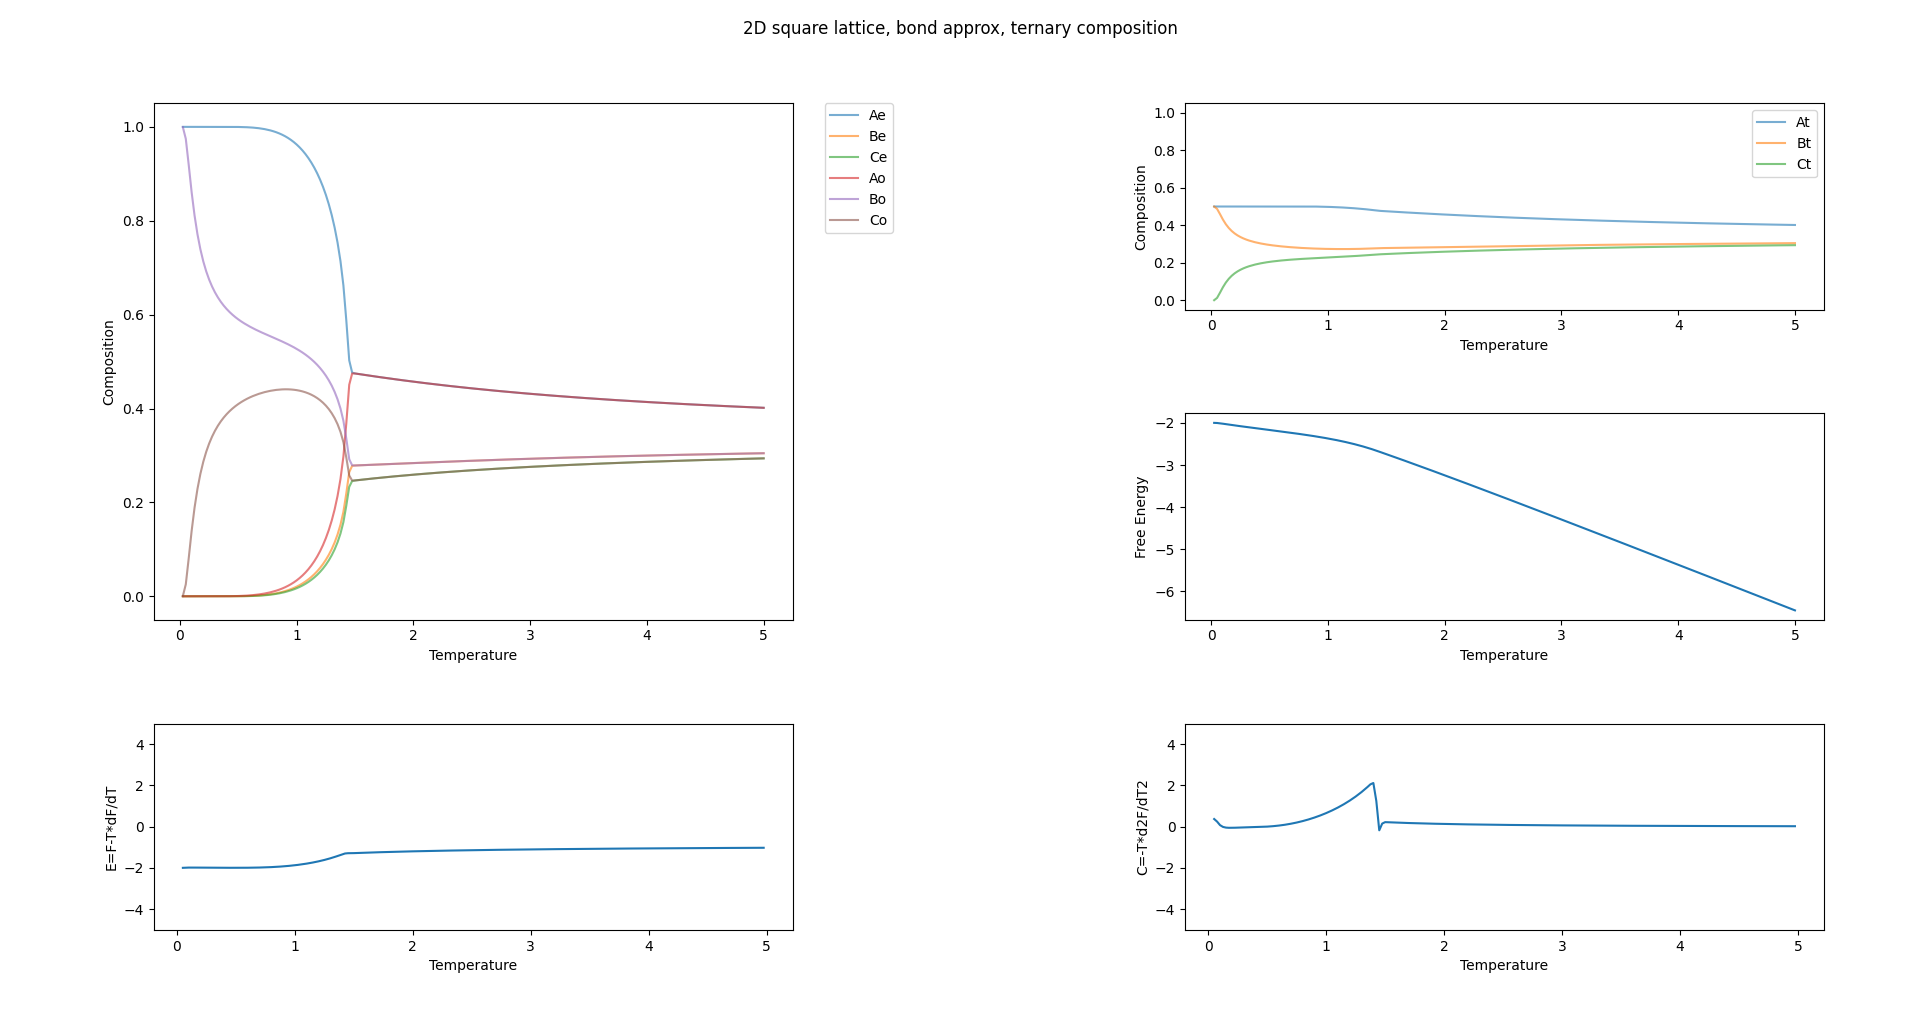 2D square lattice, bond approx, ternary composition
1.0
0.8
0.6
0.4
0.2
0.0
Composition
0 1 2 3 4 5
Temperature
Ae
Be
Ce
Ao
Bo
Co
1.0
0.8
0.6
0.4
0.2
0.0
Composition
0 1 2 3 4 5
Temperature
At
Bt
Ct
−2
−3
−4
−5
−6
Free Energy
0 1 2 3 4 5
Temperature
4
2
0
−2
−4
E=F-T*dF/dT
0 1 2 3 4 5
Temperature
4
2
0
−2
−4
C=-T*d2F/dT2
0 1 2 3 4 5
Temperature